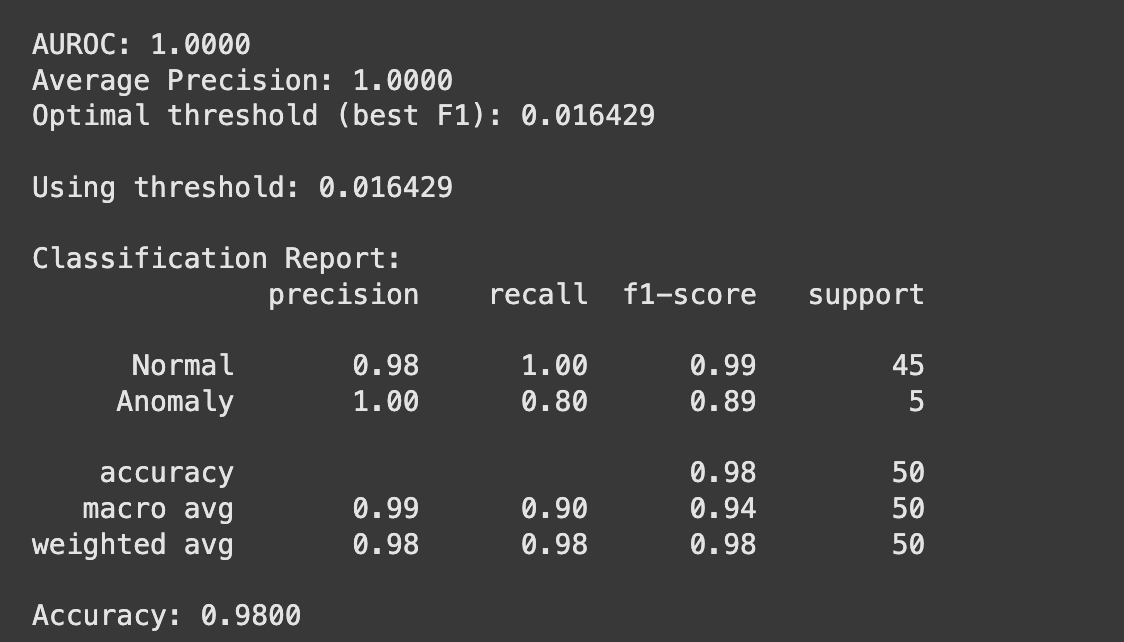 AUROC: 1.0000
Average Precision: 1.0000
Optimal threshold (best F1): 0.016429
Using threshold: 0.016429
Classification Report:
precision recall f1-score support
Normal 0.98 1.00 0.99 45
Anomaly 1.00 0.80 0.89 5
accuracy 0.98 50
macro avg 0.99 0.90 0.94 50
weighted avg 0.98 0.98 0.98 50
Accuracy: 0.9800